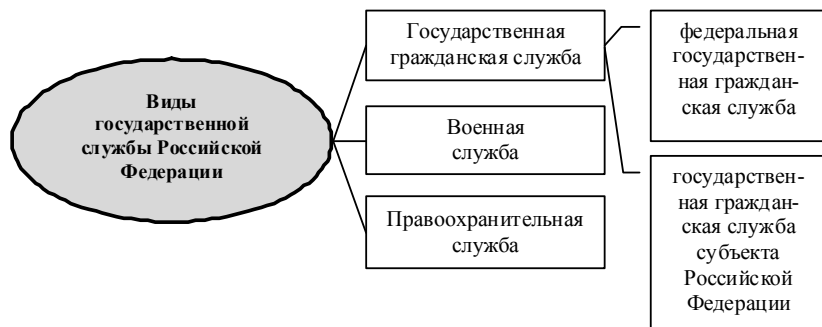 Виды
государственной
службы Российской
Федерации
Государственная
гражданская служба
Военная
служба
Правоохранительная
служба
федеральная
государствен-
ная граждан-
ская служба
государствен-
ная граждан-
ская служба
субъекта
Российской
Федерации